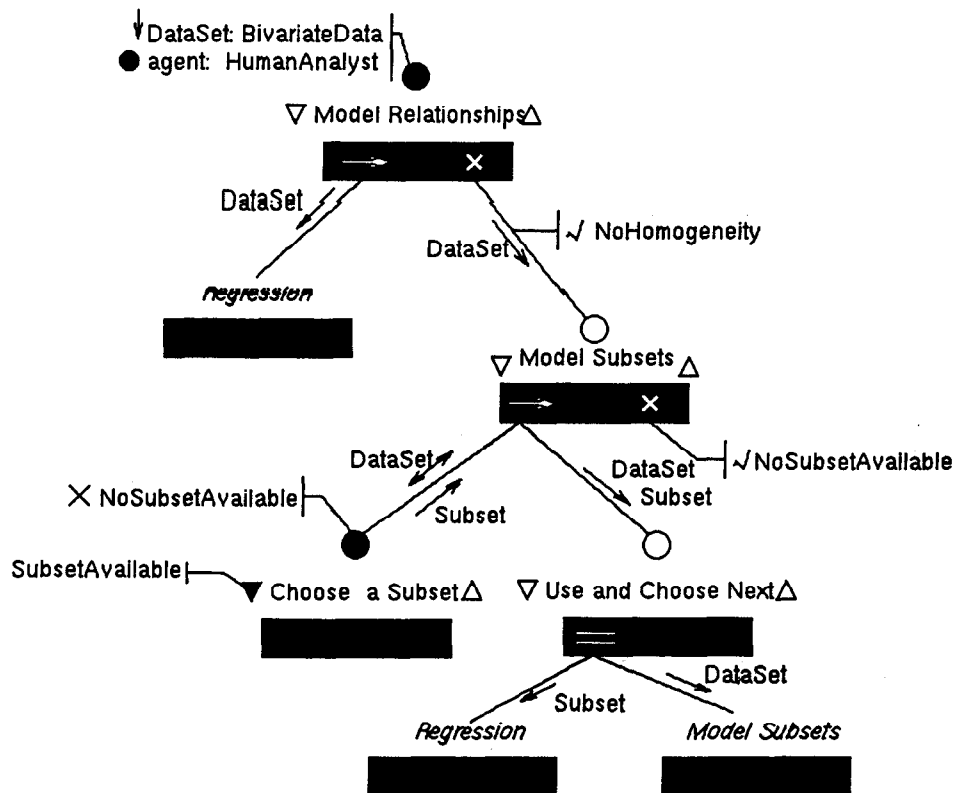 DataSet: BivariateData
agent: HumanAnalyst
Model Relationships
DataSet
NoHomogeneity
DataSet
Regression
Model Subsets
DataSet
DataSet
NoSubsetAvailable
NoSubsetAvailable
Subset
Subset
SubsetAvailable
Choose a Subset
Use and Choose Next
DataSet
Subset
Regression
Model Subsets